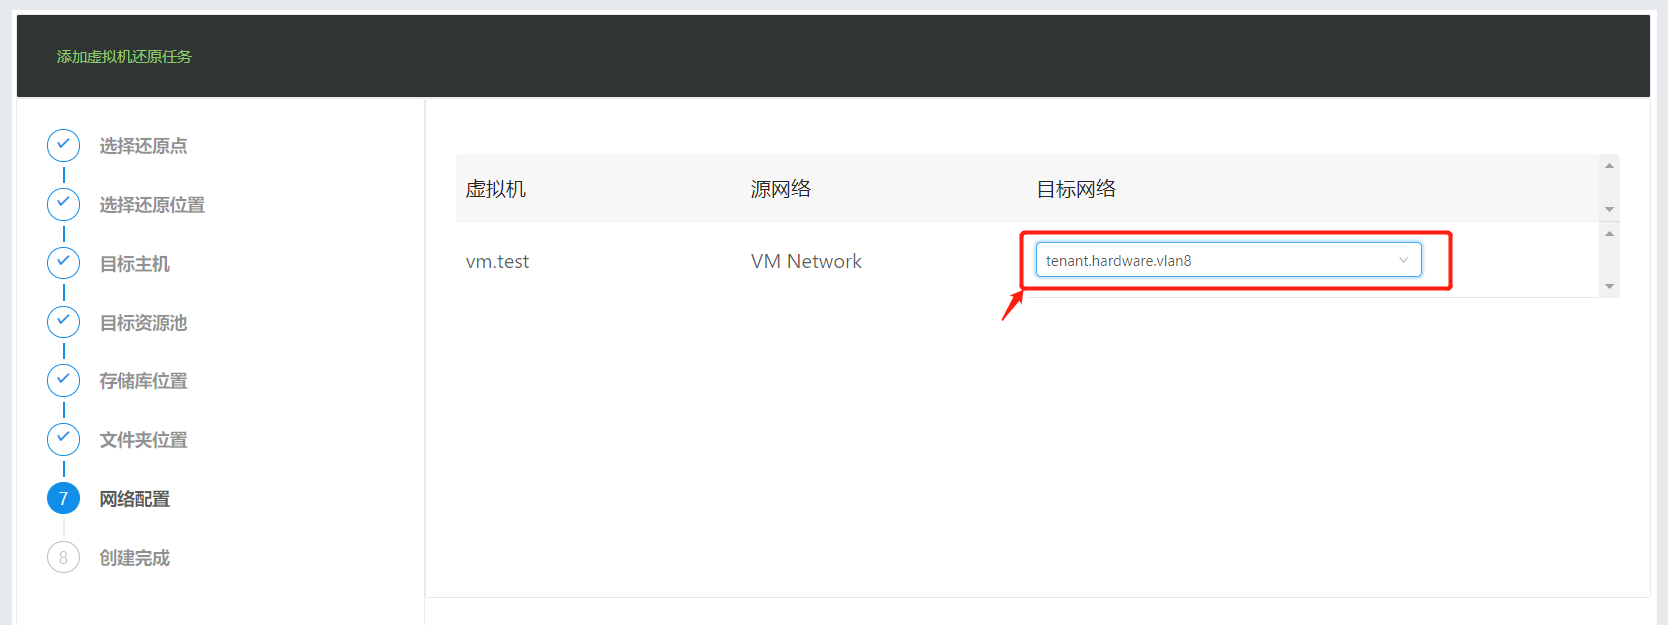 添加虚拟机还原任务
选择还原点
选择还原位置
目标主机
目标资源池
存储库位置
文件夹位置
7 网络配置
8 创建完成
虚拟机 源网络 目标网络
vm.test VM Network tenant.hardware.vlan8